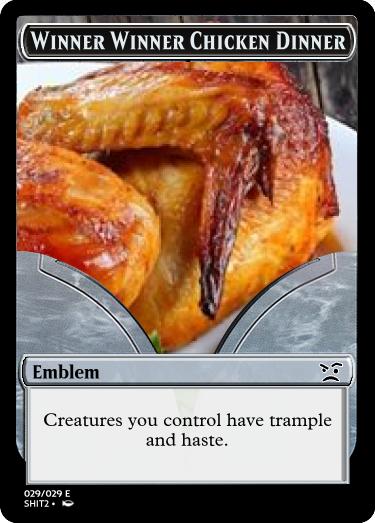 Winner Winner Chicken Dinner
Emblem
Creatures you control have trample
and haste.
029/029 E
SHIT2 •